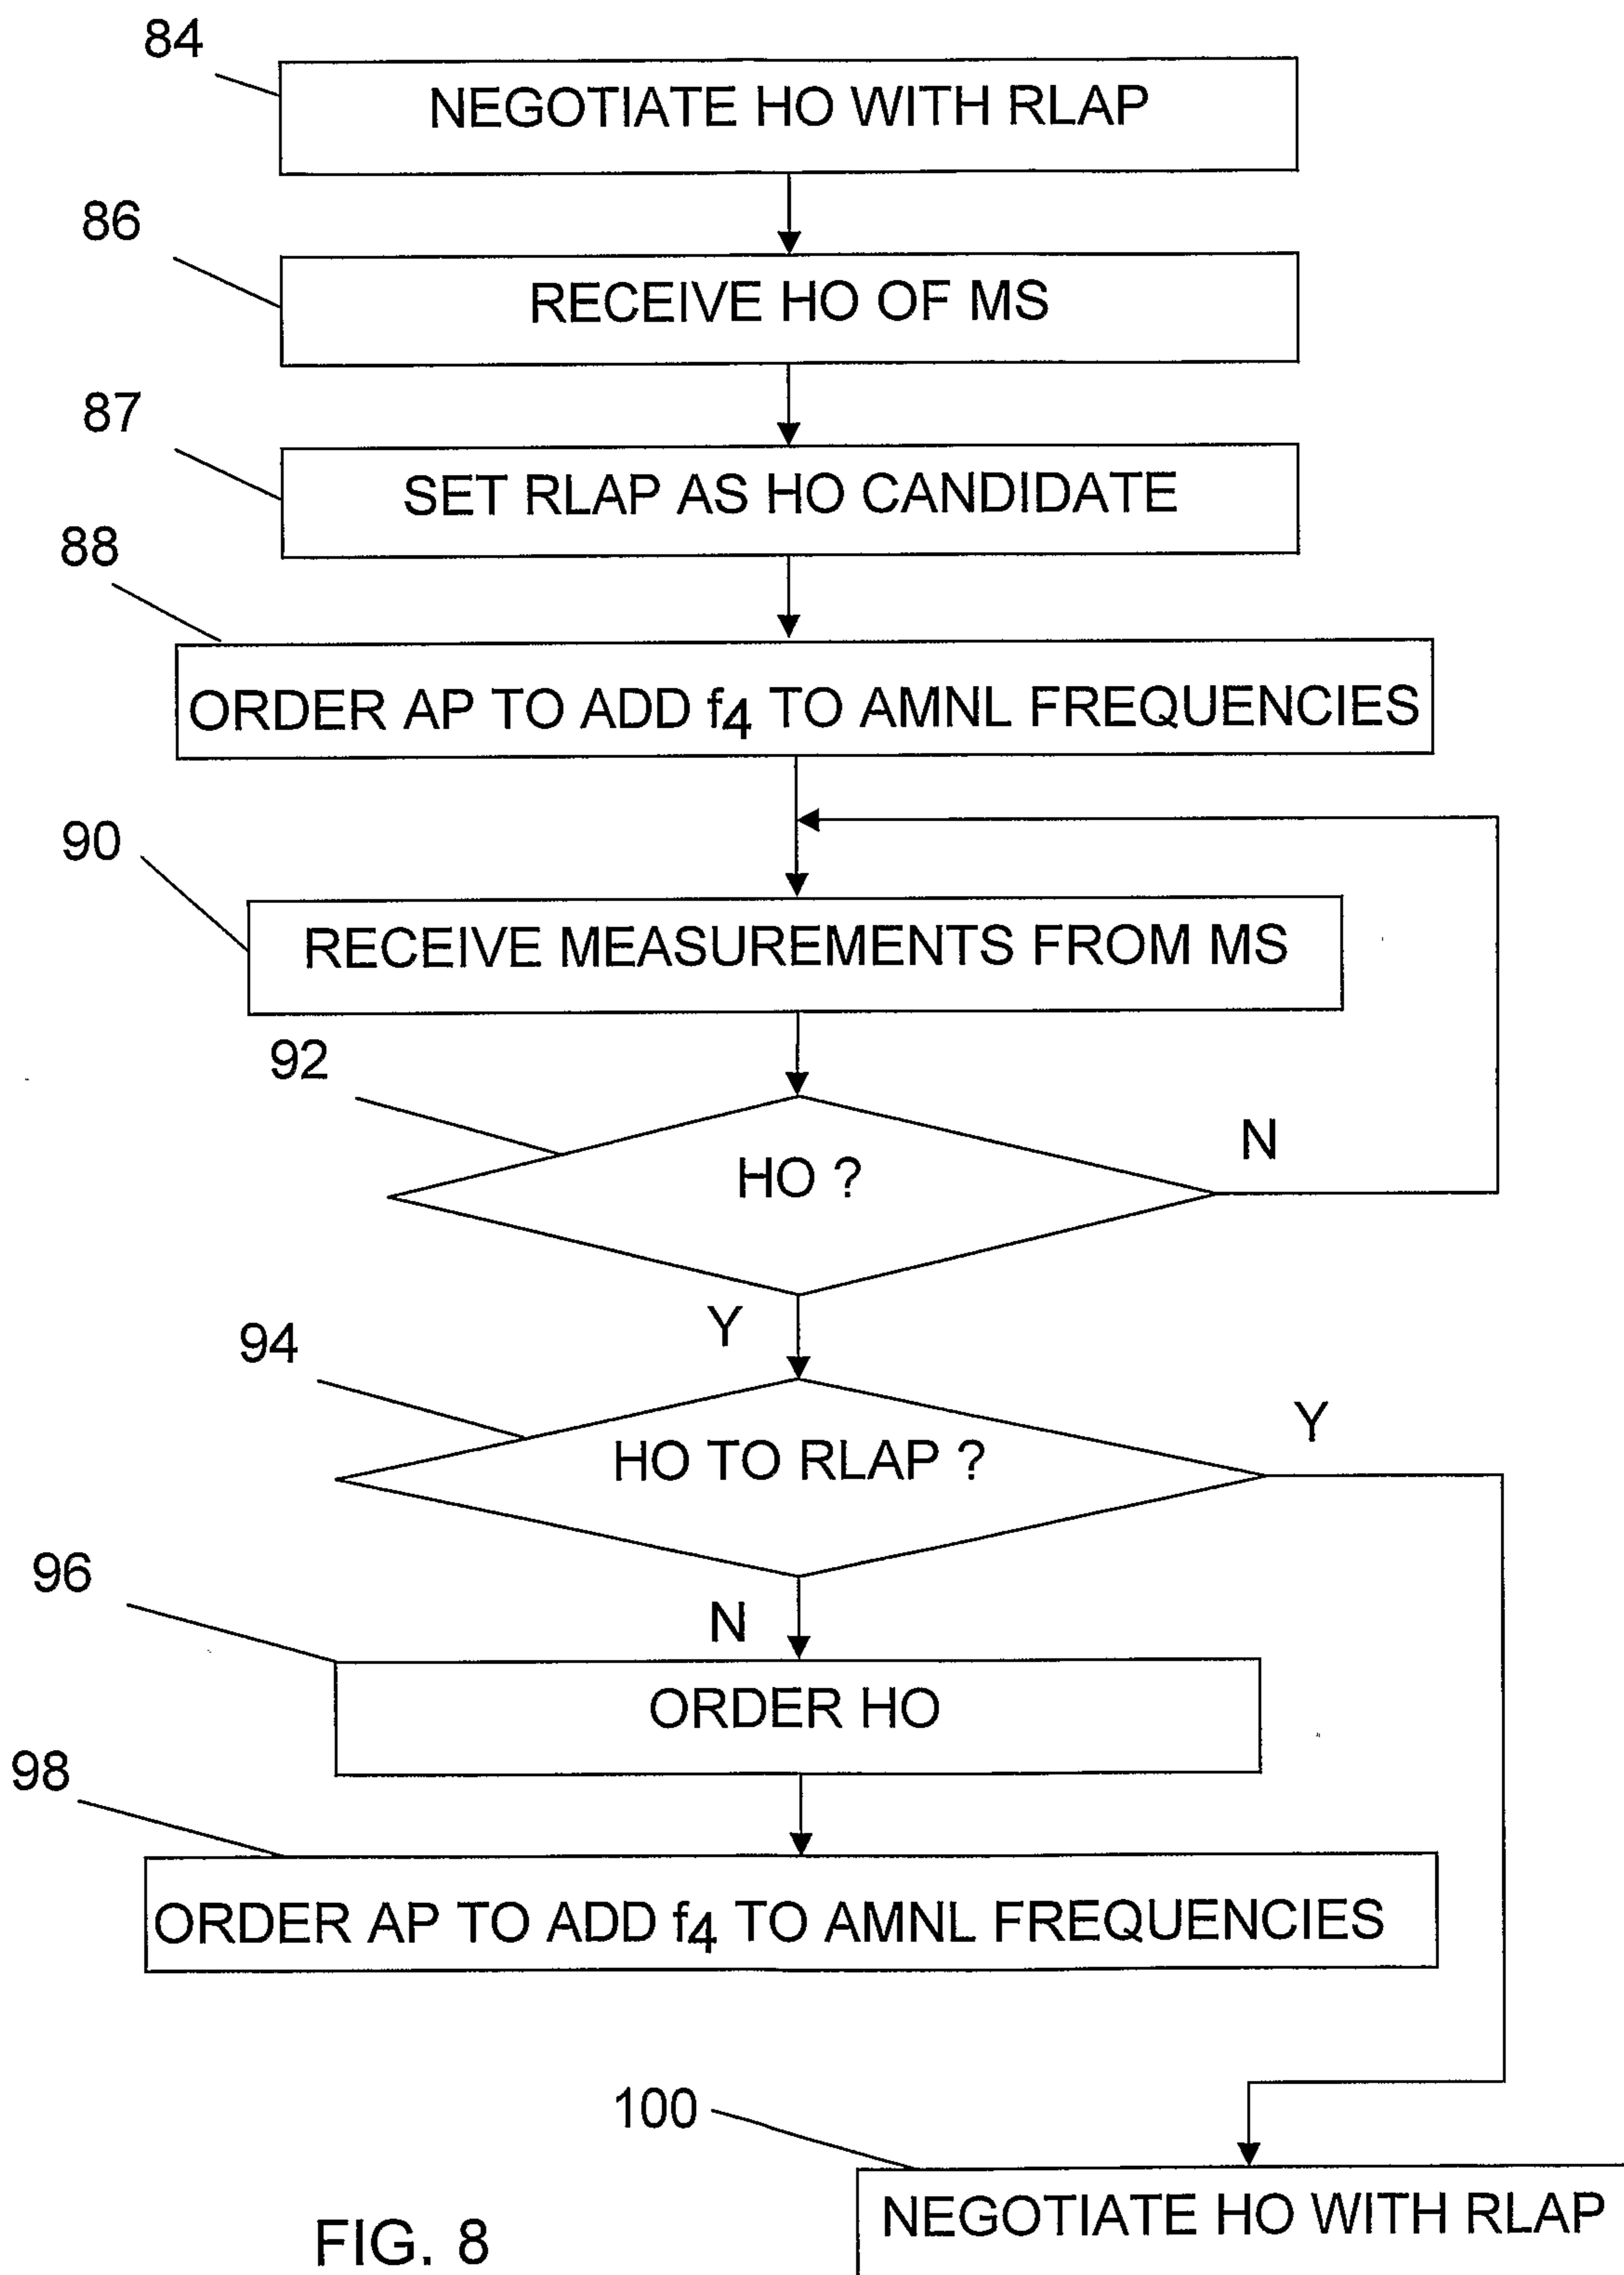 84
NEGOTIATE HO WITH RLAP
86
RECEIVE HO OF MS
87
SET RLAP AS HO CANDIDATE
88
ORDER AP TO ADD f4 TO AMNL FREQUENCIES
90
RECEIVE MEASUREMENTS FROM MS
92
HO ?
N
Y
94
HO TO RLAP ?
Y
N
96
ORDER HO
98
ORDER AP TO ADD f4 TO AMNL FREQUENCIES
100
NEGOTIATE HO WITH RLAP
FIG. 8